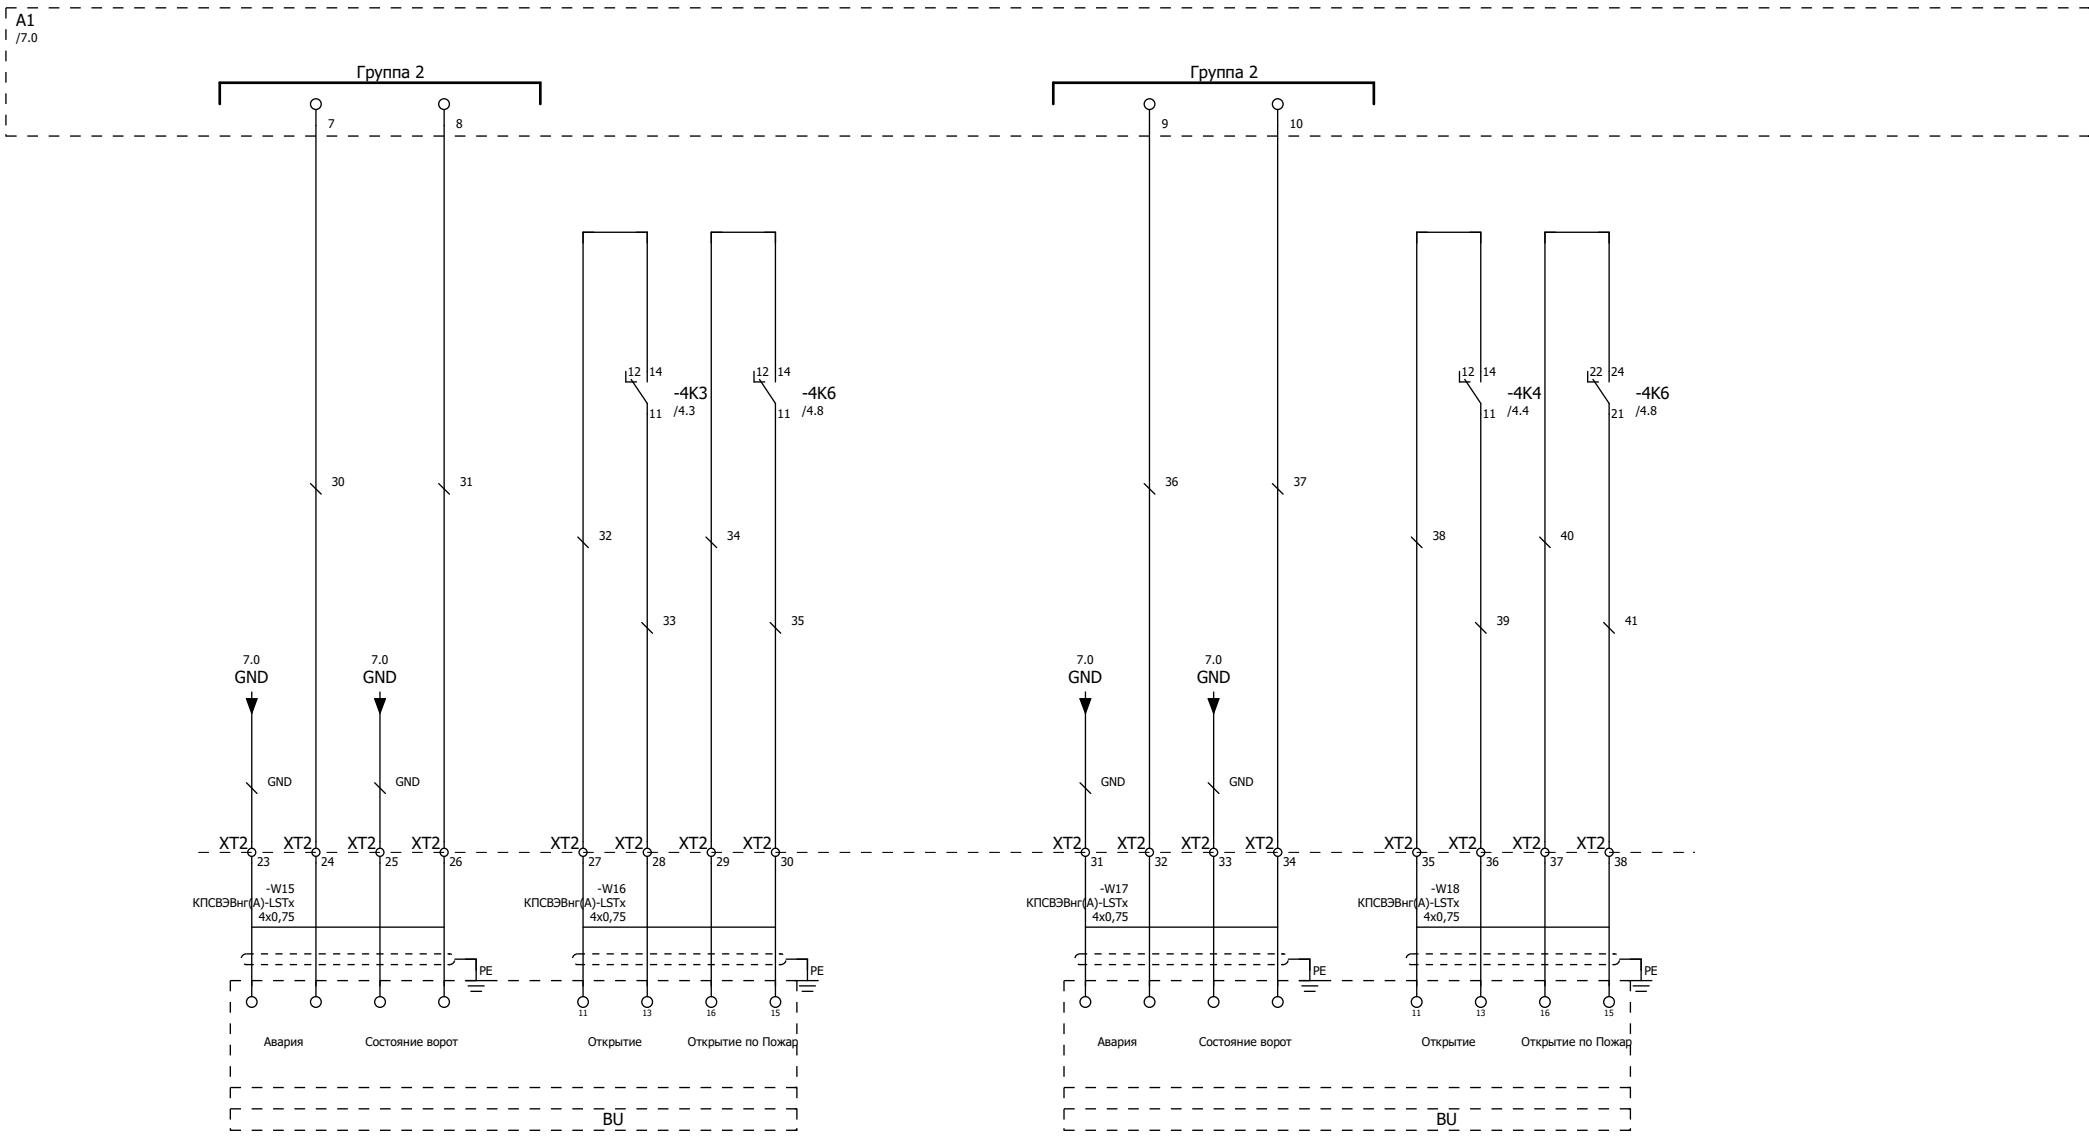 A1
/7.0
Группа 2
Группа 2
7
8
9
10
12 14
-4K3
11 /4.3
12 14
-4K6
11 /4.8
12 14
-4K4
11 /4.4
22 24
-4K6
21 /4.8
30
31
36
37
32
34
38
40
33
35
39
41
7.0
GND
7.0
GND
7.0
GND
7.0
GND
GND
GND
GND
GND
XT2 XT2 XT2 XT2 XT2 XT2 XT2 XT2 XT2 XT2 XT2 XT2 XT2 XT2 XT2 XT2
23 24 25 26 27 28 29 30 31 32 33 34 35 36 37 38
-W15
КПСВЭВнг(А)-LSTx
4x0,75
-W16
КПСВЭВнг(А)-LSTx
4x0,75
-W17
КПСВЭВнг(А)-LSTx
4x0,75
-W18
КПСВЭВнг(А)-LSTx
4x0,75
PE
PE
PE
PE
11 13 16 15
11 13 16 15
Авария Состояние ворот Открытие Открытие по Пожар
Авария Состояние ворот Открытие Открытие по Пожар
BU
BU